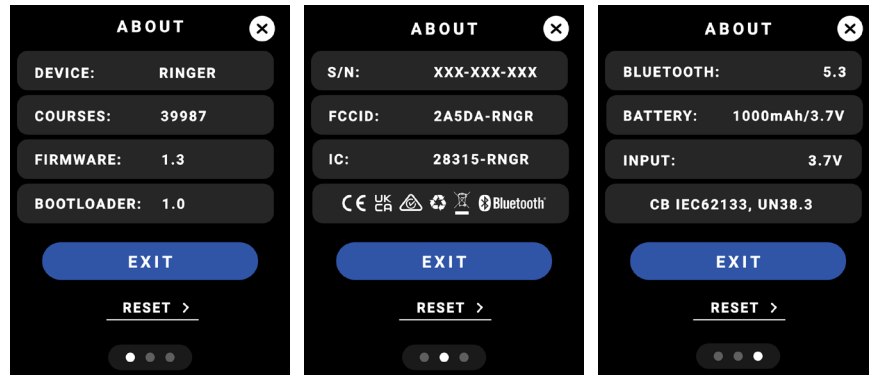 ABOUT
DEVICE: RINGER
COURSES: 39987
FIRMWARE: 1.3
BOOTLOADER: 1.0
EXIT
RESET >
ABOUT
S/N: XXX-XXX-XXX
FCCID: 2A5DA-RNGR
IC: 28315-RNGR
CE UK CA Bluetooth
EXIT
RESET >
ABOUT
BLUETOOTH: 5.3
BATTERY: 1000mAh/3.7V
INPUT: 3.7V
CB IEC62133, UN38.3
EXIT
RESET >